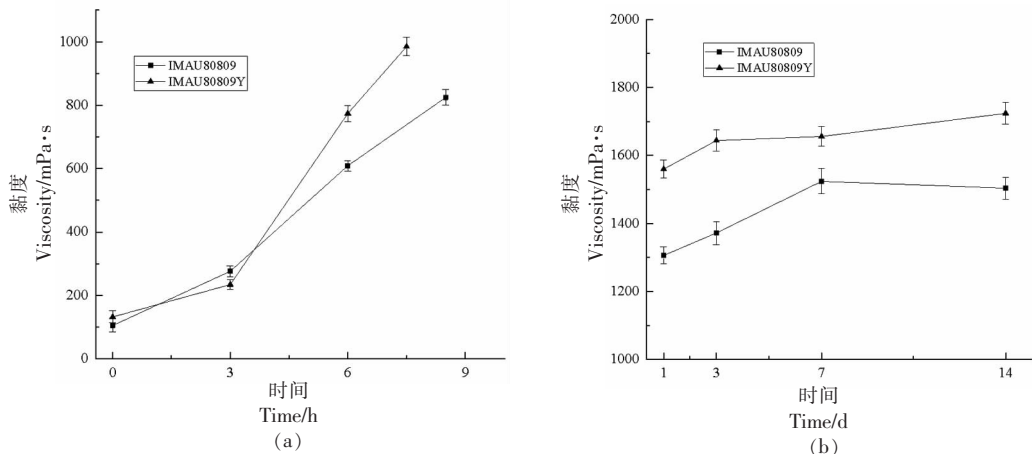 1000
800
600
400
200
0
黏度
Viscosity/mPa·s
IMAU80809
IMAU80809Y
0 3 6 9
时间
Time/h
(a)
2000
1800
1600
1400
1200
1000
黏度
Viscosity/mPa·s
IMAU80809
IMAU80809Y
1 3 7 14
时间
Time/d
(b)